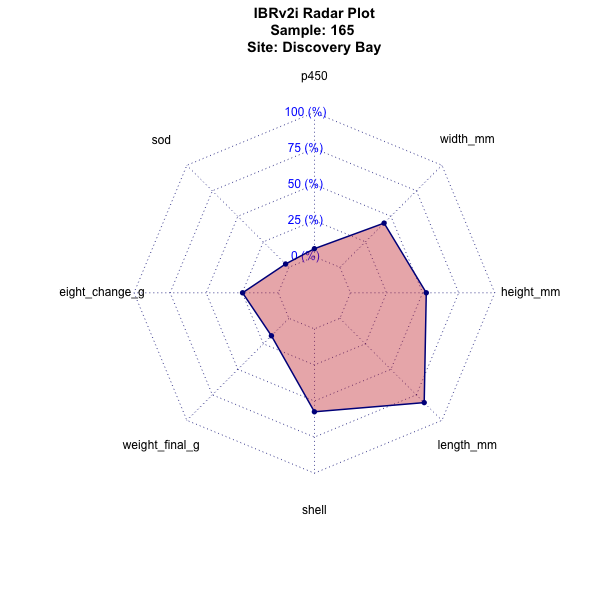 IBRv2i Radar Plot
Sample: 165
Site: Discovery Bay
p450
100 (%)
sod
width_mm
75 (%)
50 (%)
25 (%)
0 (%)
eight_change_g
height_mm
weight_final_g
length_mm
shell